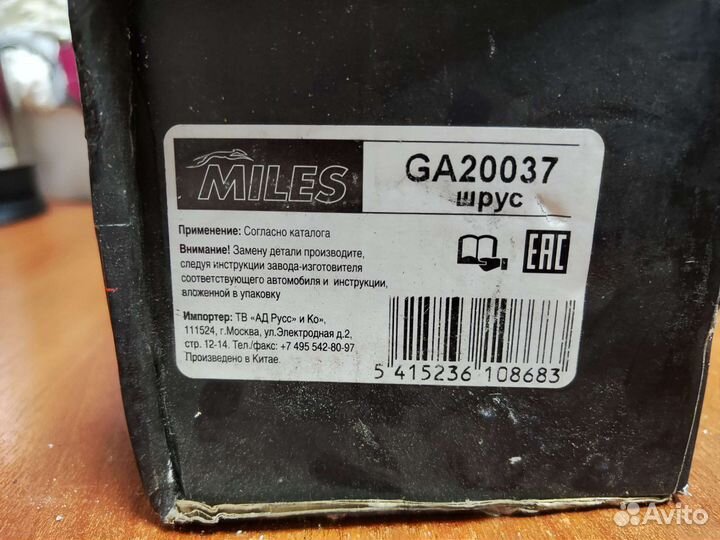 MILES
GA20037
шрус
Применение: Согласно каталога
Внимание! Замену детали производите,
следуя инструкции завода-изготовителя
соответствующего автомобиля и инструкции,
вложенной в упаковку
EAC
Импортер: ТВ «АД Русс» и Ко»,
111524, г.Москва, ул.Электродная д.2,
стр. 12-14. Тел./факс: +7 495 542-80-97
Произведено в Китае.
5 415236 108683
Avito